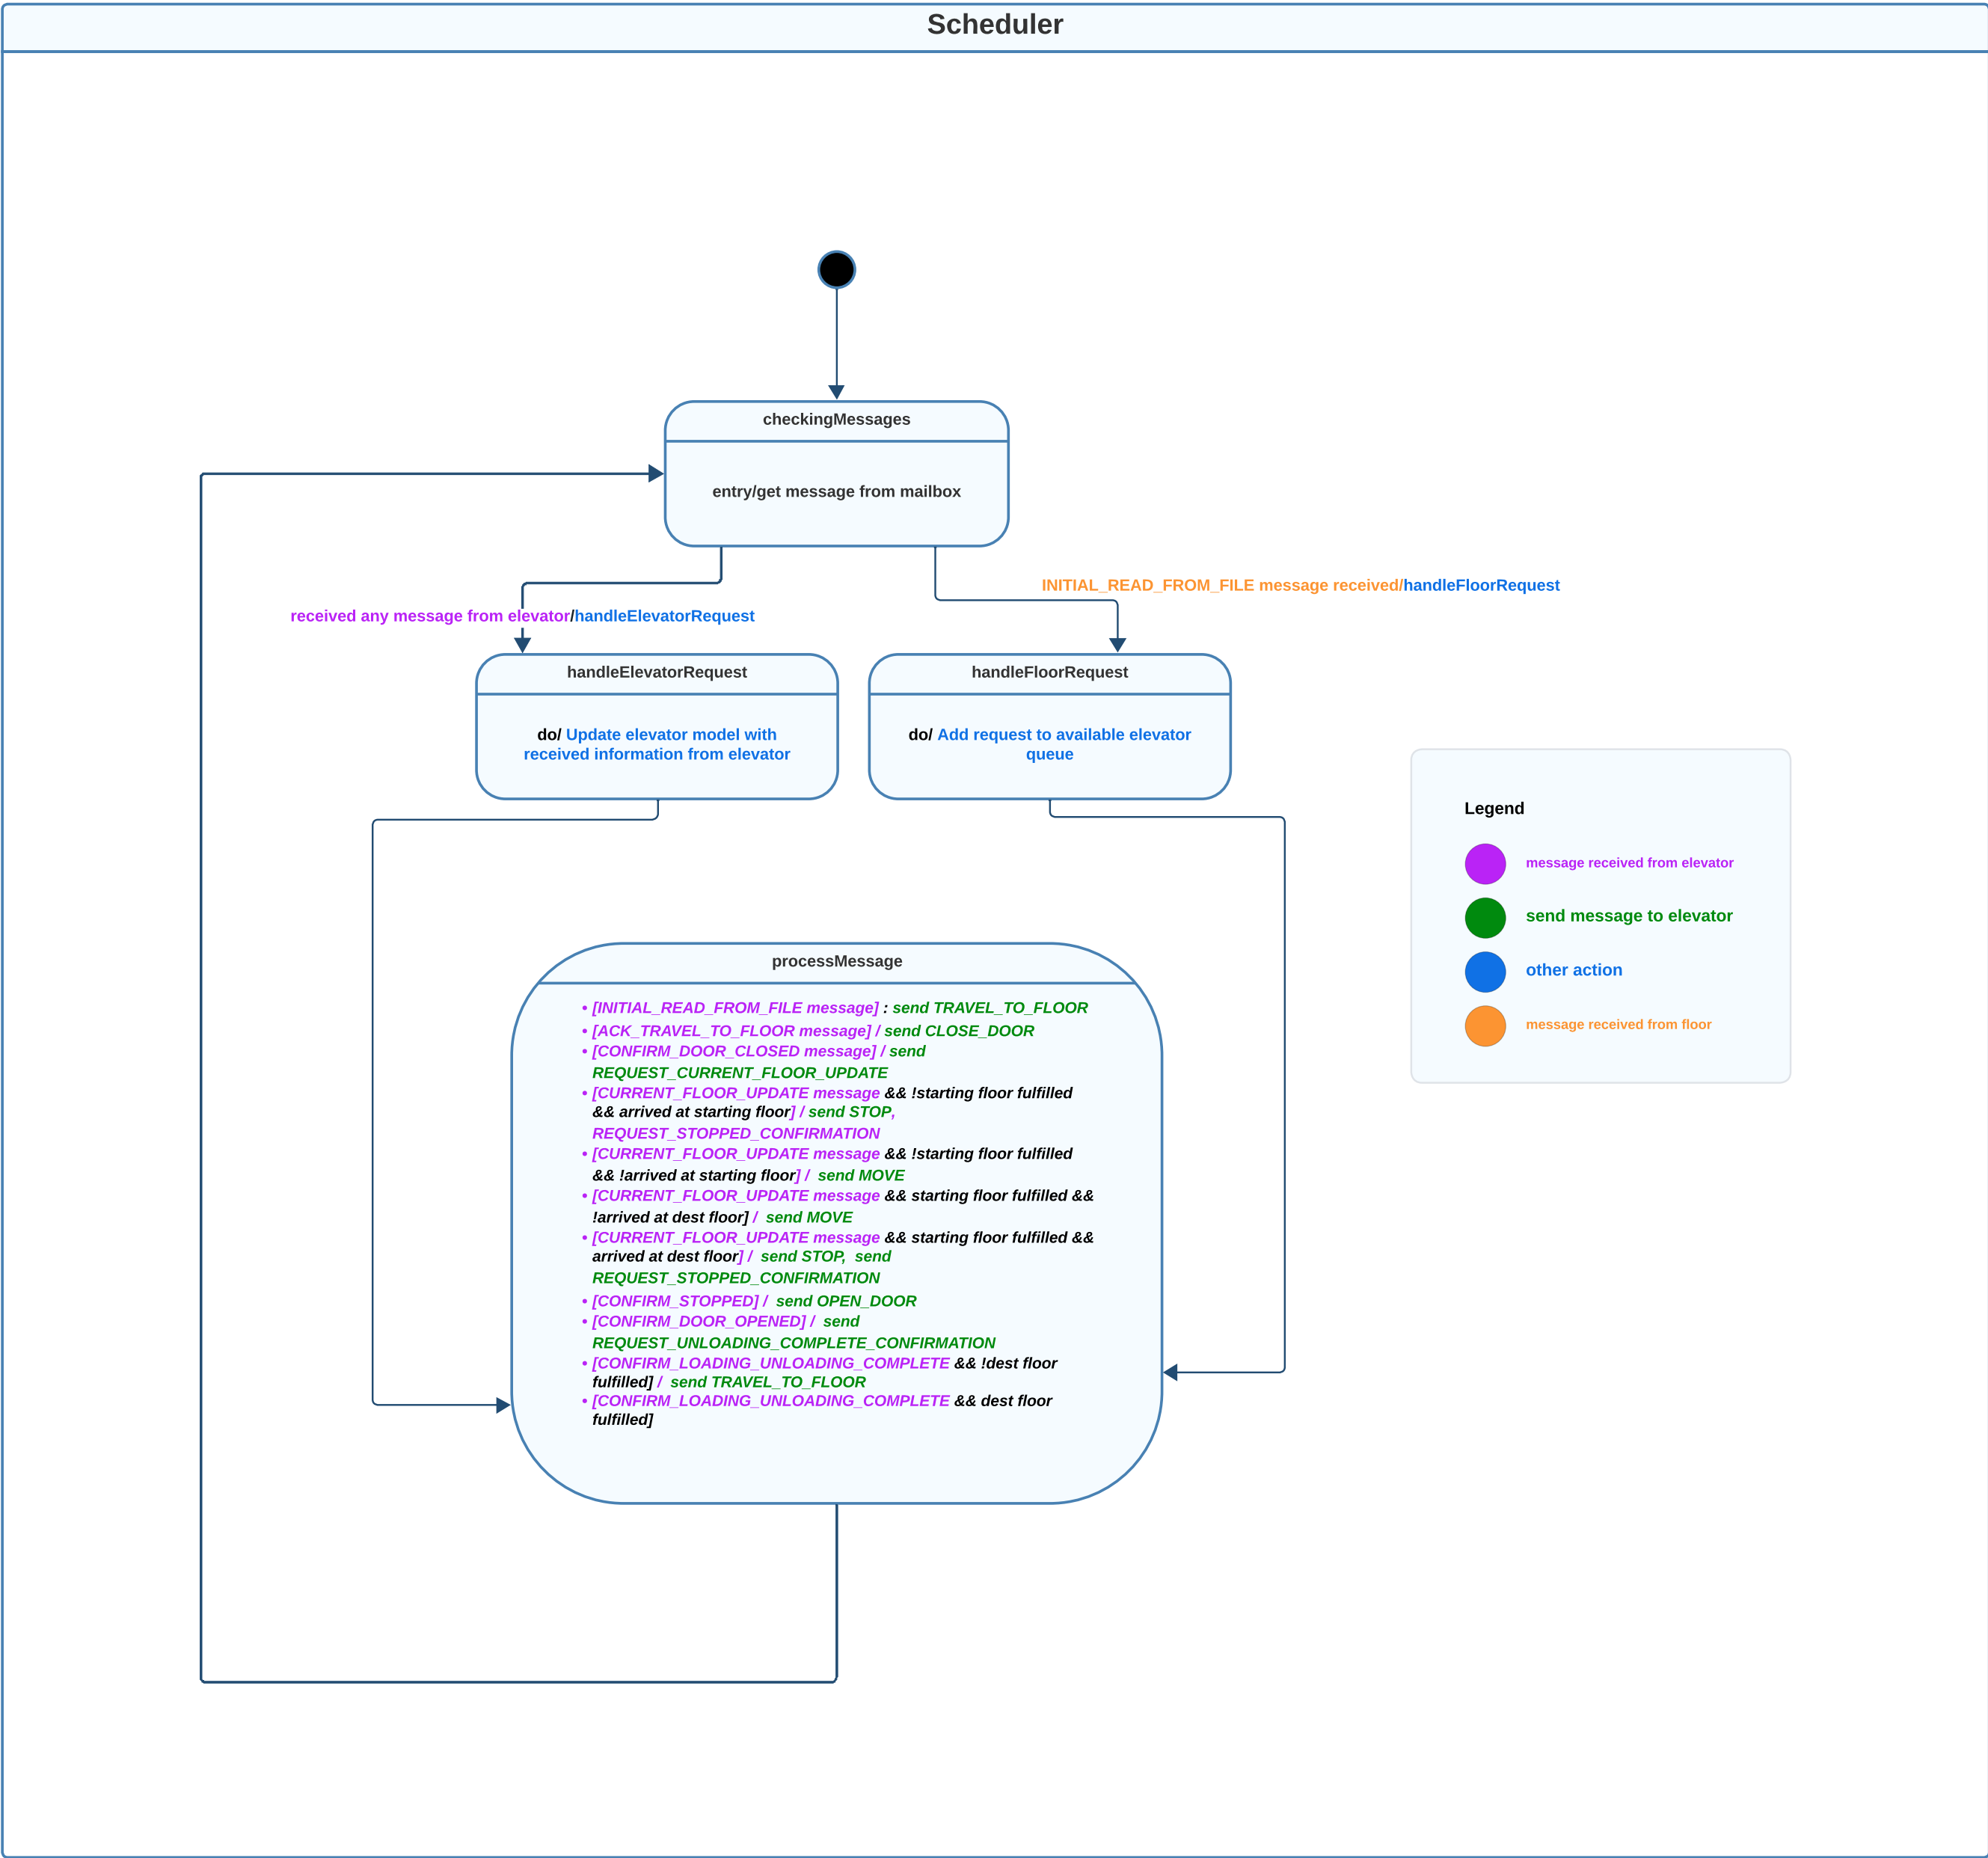 Scheduler
checkingMessages
entry/get message from mailbox
INITIAL_READ_FROM_FILE message received/handleFloorRequest
received any message from elevator/handleElevatorRequest
handleElevatorRequest
do/ Update elevator model with
received information from elevator
handleFloorRequest
do/ Add request to available elevator
queue
Legend
message received from elevator
send message to elevator
other action
message received from floor
processMessage
• [INITIAL_READ_FROM_FILE message] : send TRAVEL_TO_FLOOR
• [ACK_TRAVEL_TO_FLOOR message] / send CLOSE_DOOR
• [CONFIRM_DOOR_CLOSED message] / send
REQUEST_CURRENT_FLOOR_UPDATE
• [CURRENT_FLOOR_UPDATE message && !starting floor fulfilled
&& arrived at starting floor] / send STOP,
REQUEST_STOPPED_CONFIRMATION
• [CURRENT_FLOOR_UPDATE message && !starting floor fulfilled
&& !arrived at starting floor] /  send MOVE
• [CURRENT_FLOOR_UPDATE message && starting floor fulfilled &&
!arrived at dest floor] /  send MOVE
• [CURRENT_FLOOR_UPDATE message && starting floor fulfilled &&
arrived at dest floor] /  send STOP,  send
REQUEST_STOPPED_CONFIRMATION
• [CONFIRM_STOPPED] /  send OPEN_DOOR
• [CONFIRM_DOOR_OPENED] /  send
REQUEST_UNLOADING_COMPLETE_CONFIRMATION
• [CONFIRM_LOADING_UNLOADING_COMPLETE && !dest floor
fulfilled] /  send TRAVEL_TO_FLOOR
• [CONFIRM_LOADING_UNLOADING_COMPLETE && dest floor
fulfilled]